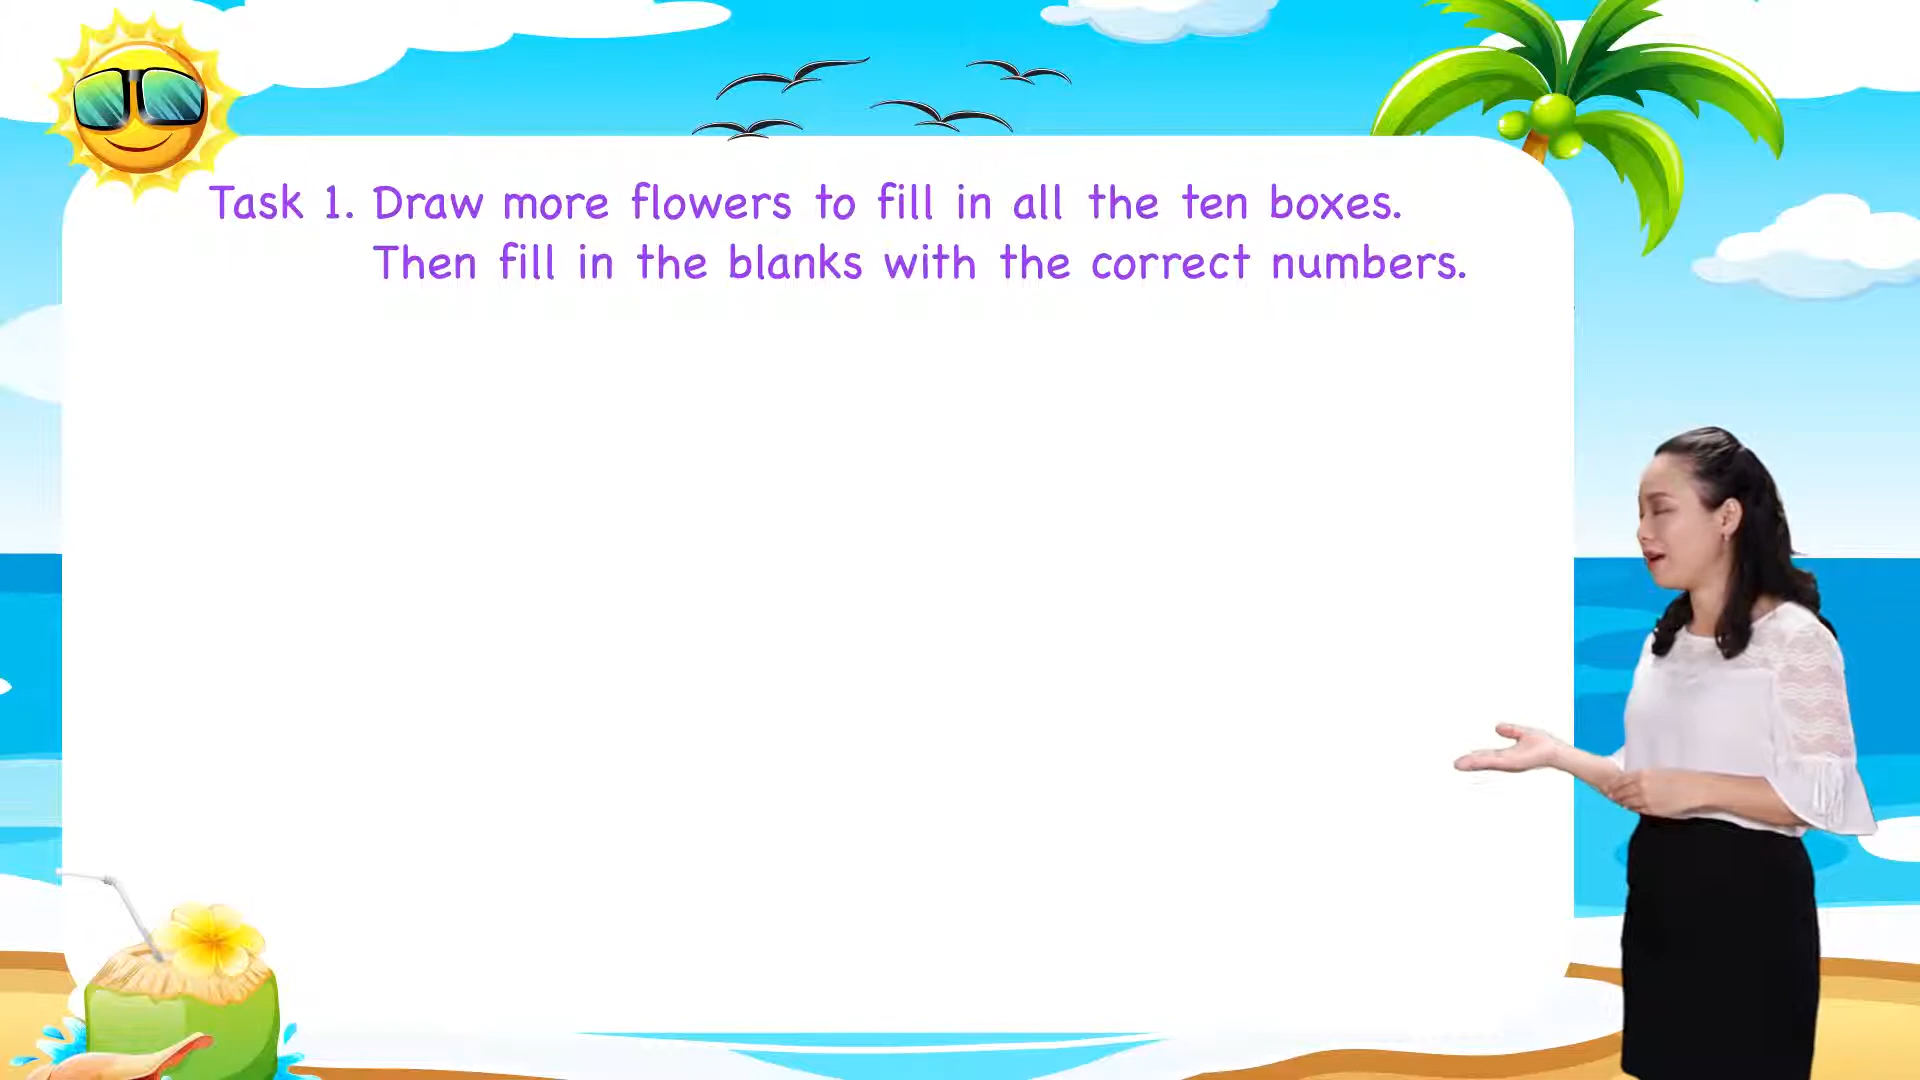 Task 1. Draw more flowers to fill in all the ten boxes.
Then fill in the blanks with the correct numbers.